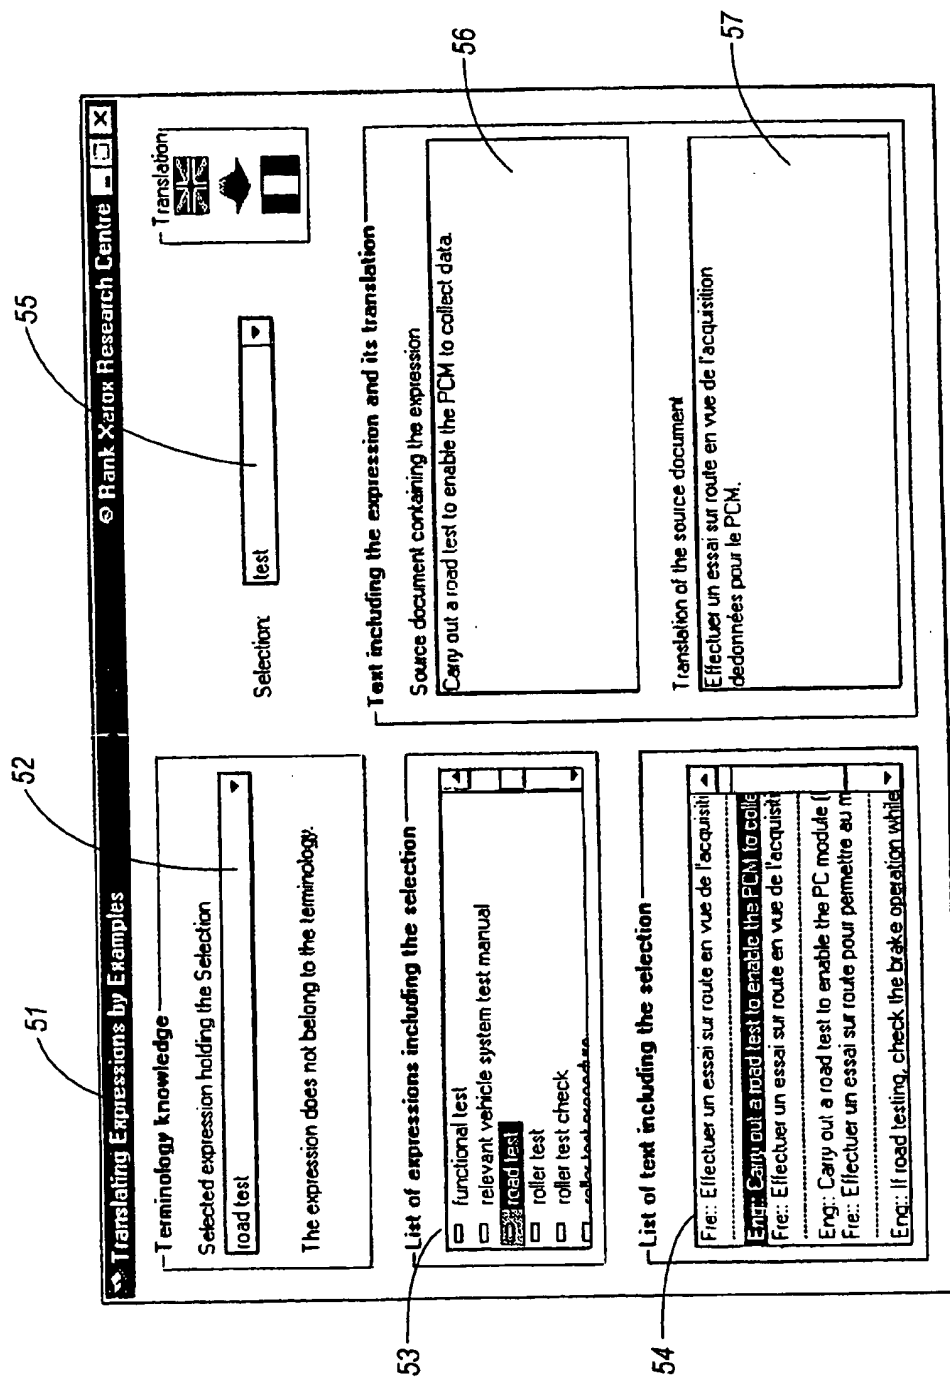 51
52
55
Translating Expressions by Examples
Rank Xerox Research Centre
Terminology knowledge
Selected expression holding the Selection
road test
The expression does not belong to the terminology.
Selection:
test
Translation
53
List of expressions including the selection
functional test
relevant vehicle system test manual
road test
roller test
roller test check
roller test procedure
54
List of text including the selection
Fre:: Effectuer un essai sur route en vue de l'acquisiti
Eng:: Carry out a road test to enable the PCM to colle
Fre:: Effectuer un essai sur route en vue de l'acquisiti
Eng:: Carry out a road test to enable the PC module (
Fre:: Effectuer un essai sur route pour permettre au m
Eng:: If road testing, check the brake operation while
Text including the expression and its translation
Source document containing the expression
Carry out a road test to enable the PCM to collect data.
56
Translation of the source document
Effectuer un essai sur route en vue de l'acquisition
dedonnées pour le PCM.
57